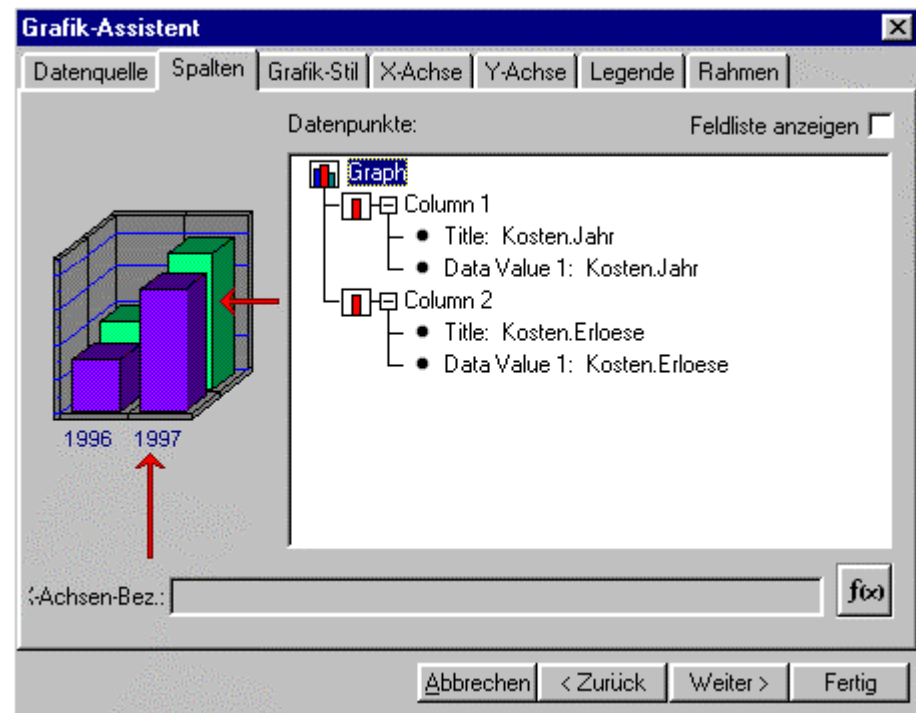 Grafik-Assistent
Datenquelle Spalten Grafik-Stil X-Achse Y-Achse Legende Rahmen
Datenpunkte: Feldliste anzeigen
Graph
Column 1
Title: Kosten.Jahr
Data Value 1: Kosten.Jahr
Column 2
Title: Kosten.Erloese
Data Value 1: Kosten.Erloese
1996 1997
-Achsen-Bez.: f(x)
Abbrechen < Zurück Weiter > Fertig